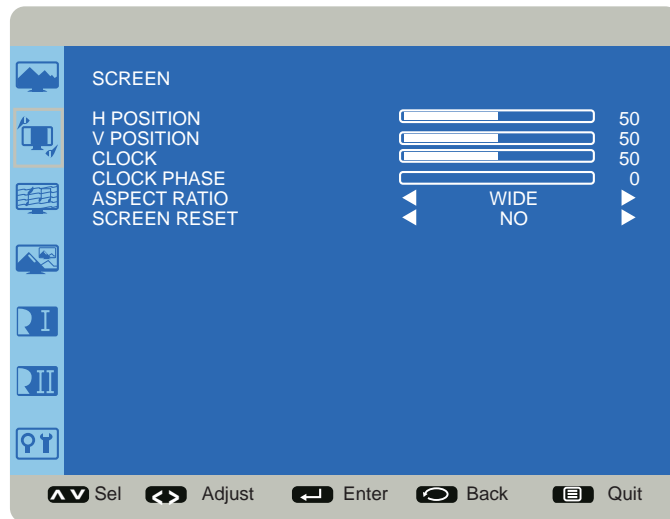 SCREEN
H POSITION 50
V POSITION 50
CLOCK 50
CLOCK PHASE 0
ASPECT RATIO WIDE
SCREEN RESET NO
I
II
Sel Adjust Enter Back Quit